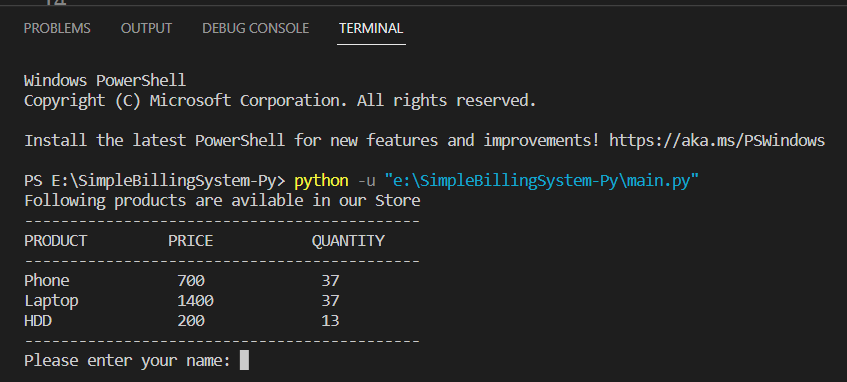 PROBLEMS OUTPUT DEBUG CONSOLE TERMINAL
Windows PowerShell
Copyright (C) Microsoft Corporation. All rights reserved.
Install the latest PowerShell for new features and improvements! https://aka.ms/PSWindows
PS E:\SimpleBillingSystem-Py> python -u "e:\SimpleBillingSystem-Py\main.py"
Following products are avilable in our Store
--------------------------------------------
PRODUCT PRICE QUANTITY
--------------------------------------------
Phone 700 37
Laptop 1400 37
HDD 200 13
--------------------------------------------
Please enter your name: